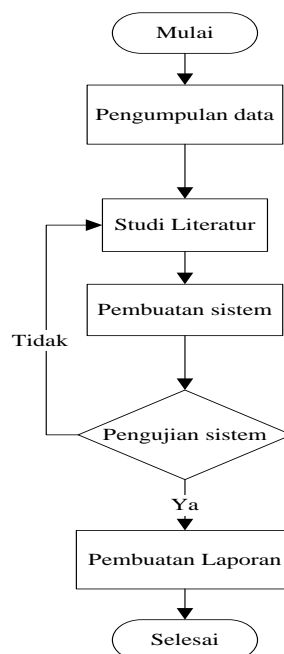 Mulai
Pengumpulan data
Studi Literatur
Pembuatan sistem
Tidak
Pengujian sistem
Ya
Pembuatan Laporan
Selesai